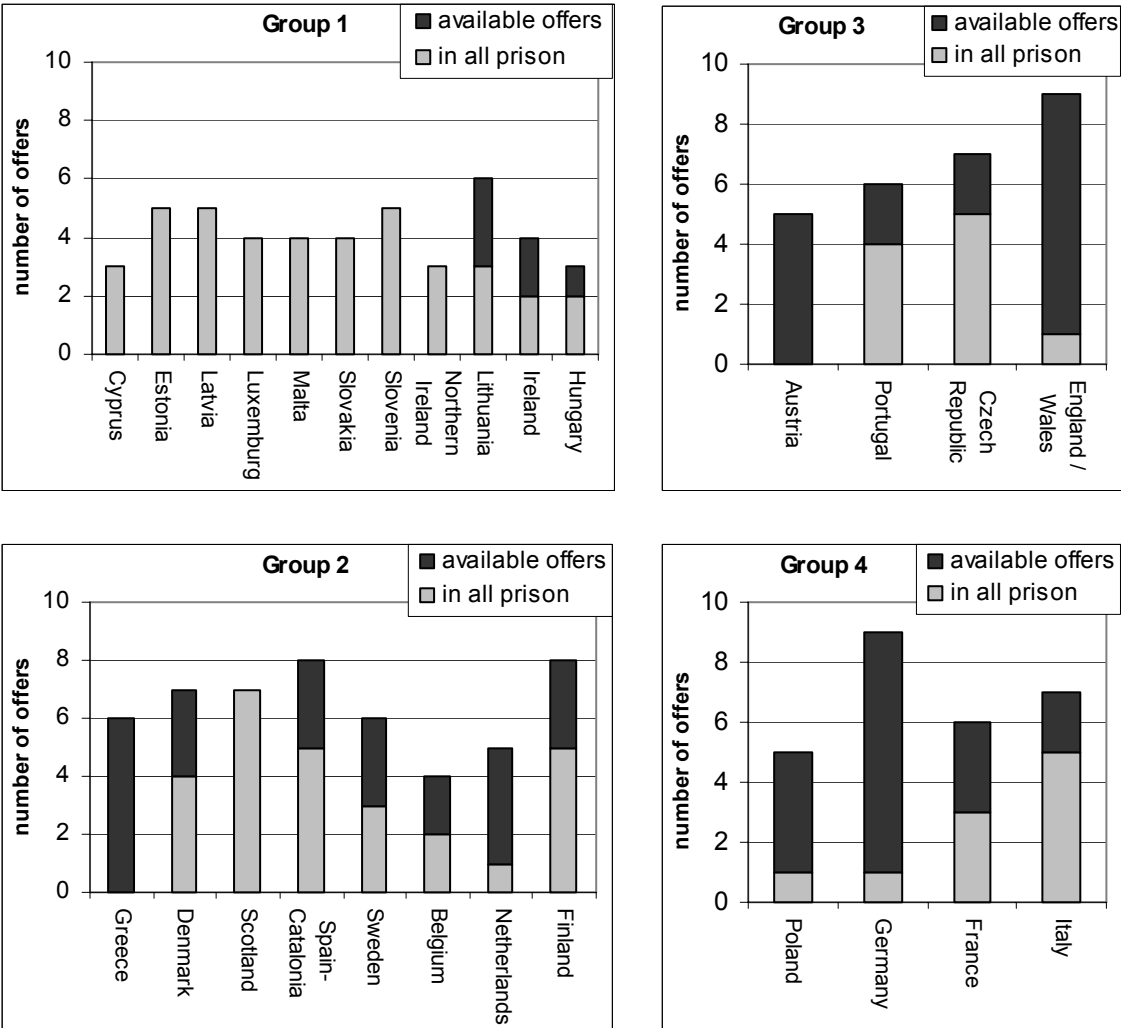 Group 1
available offers
in all prison
number of offers
10
8
6
4
2
0
Cyprus
Estonia
Latvia
Luxemburg
Malta
Slovakia
Slovenia
Northern
Ireland
Lithuania
Ireland
Hungary
Group 3
available offers
in all prison
number of offers
10
8
6
4
2
0
Austria
Portugal
Czech
Republic
England /
Wales
Group 2
available offers
in all prison
number of offers
10
8
6
4
2
0
Greece
Denmark
Scotland
Spain-
Catalonia
Sweden
Belgium
Netherlands
Finland
Group 4
available offers
in all prison
number of offers
10
8
6
4
2
0
Poland
Germany
France
Italy